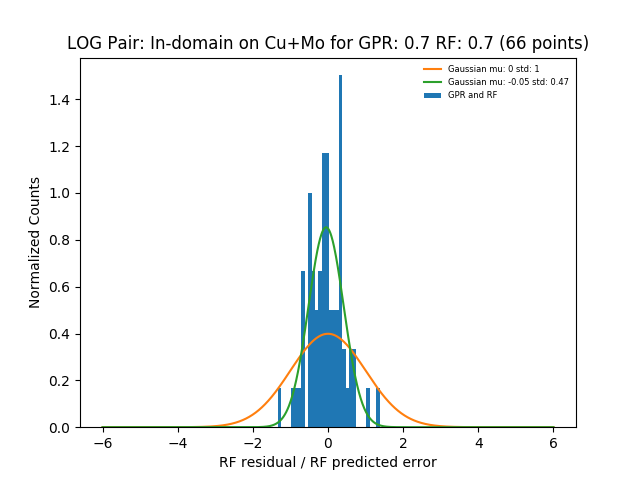 LOG Pair: In-domain on Cu+Mo for GPR: 0.7 RF: 0.7 (66 points)
Gaussian mu: 0 std: 1
Gaussian mu: -0.05 std: 0.47
GPR and RF
Normalized Counts
1.4
1.2
1.0
0.8
0.6
0.4
0.2
0.0
−6 −4 −2 0 2 4 6
RF residual / RF predicted error